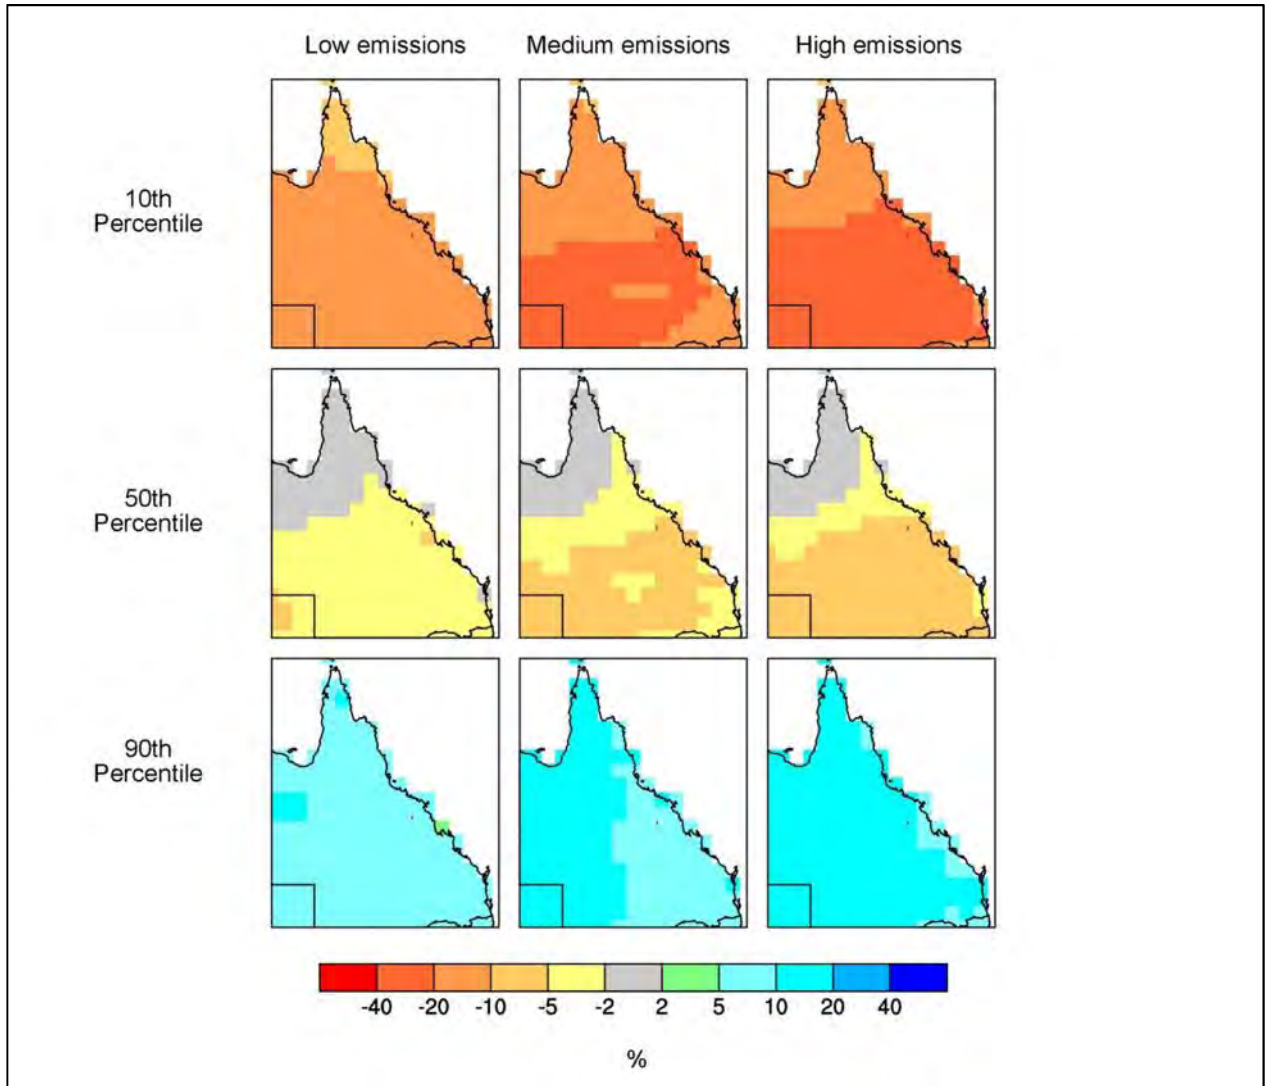 Low emissions
Medium emissions
High emissions
10th
Percentile
50th
Percentile
90th
Percentile
-40 -20 -10 -5 -2 2 5 10 20 40
%